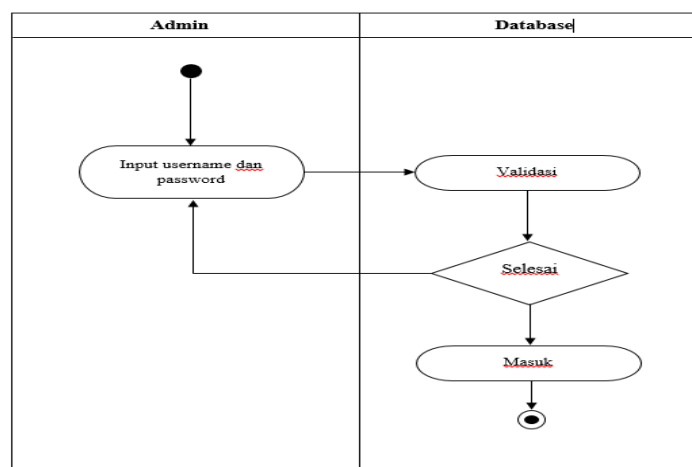 Admin
Database
Input username dan
password
Validasi
Selesai
Masuk